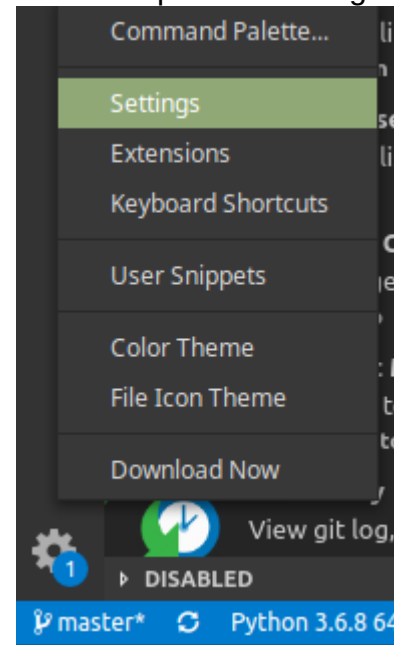 Command Palette...
Settings
Extensions
Keyboard Shortcuts
User Snippets
Color Theme
File Icon Theme
Download Now
View git log,
1
DISABLED
master*
Python 3.6.8 64